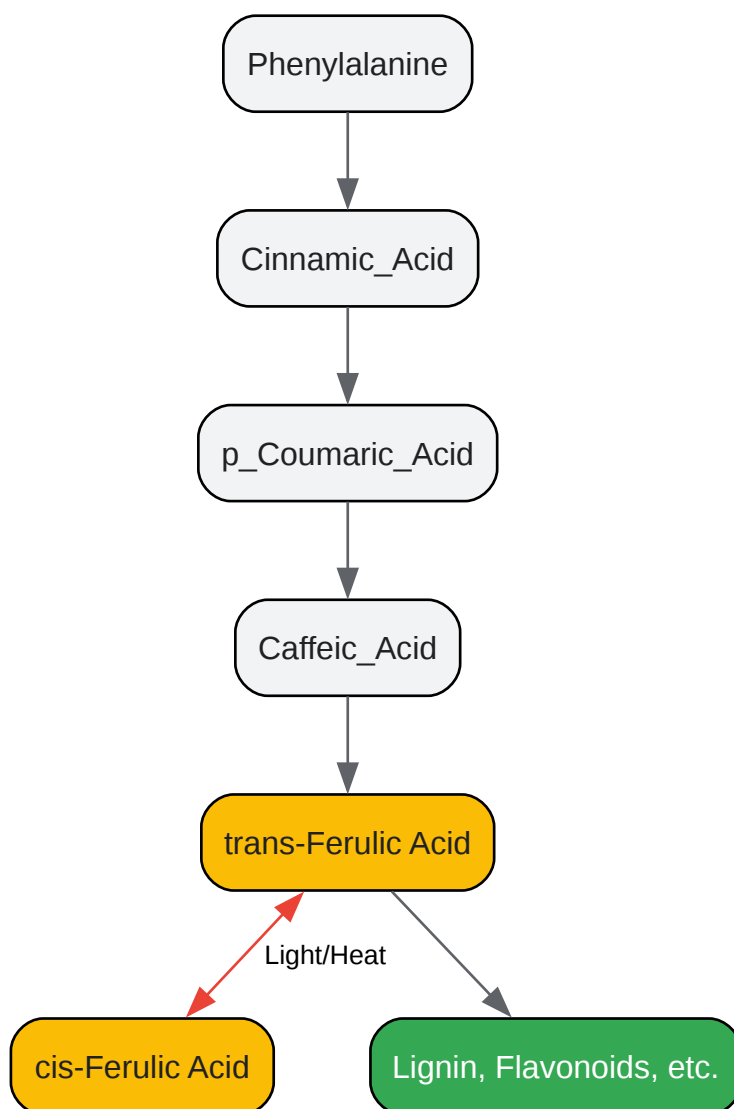 Phenylalanine
Cinnamic_Acid
p_Coumaric_Acid
Caffeic_Acid
trans-Ferulic Acid
Light/Heat
cis-Ferulic Acid
Lignin, Flavonoids, etc.